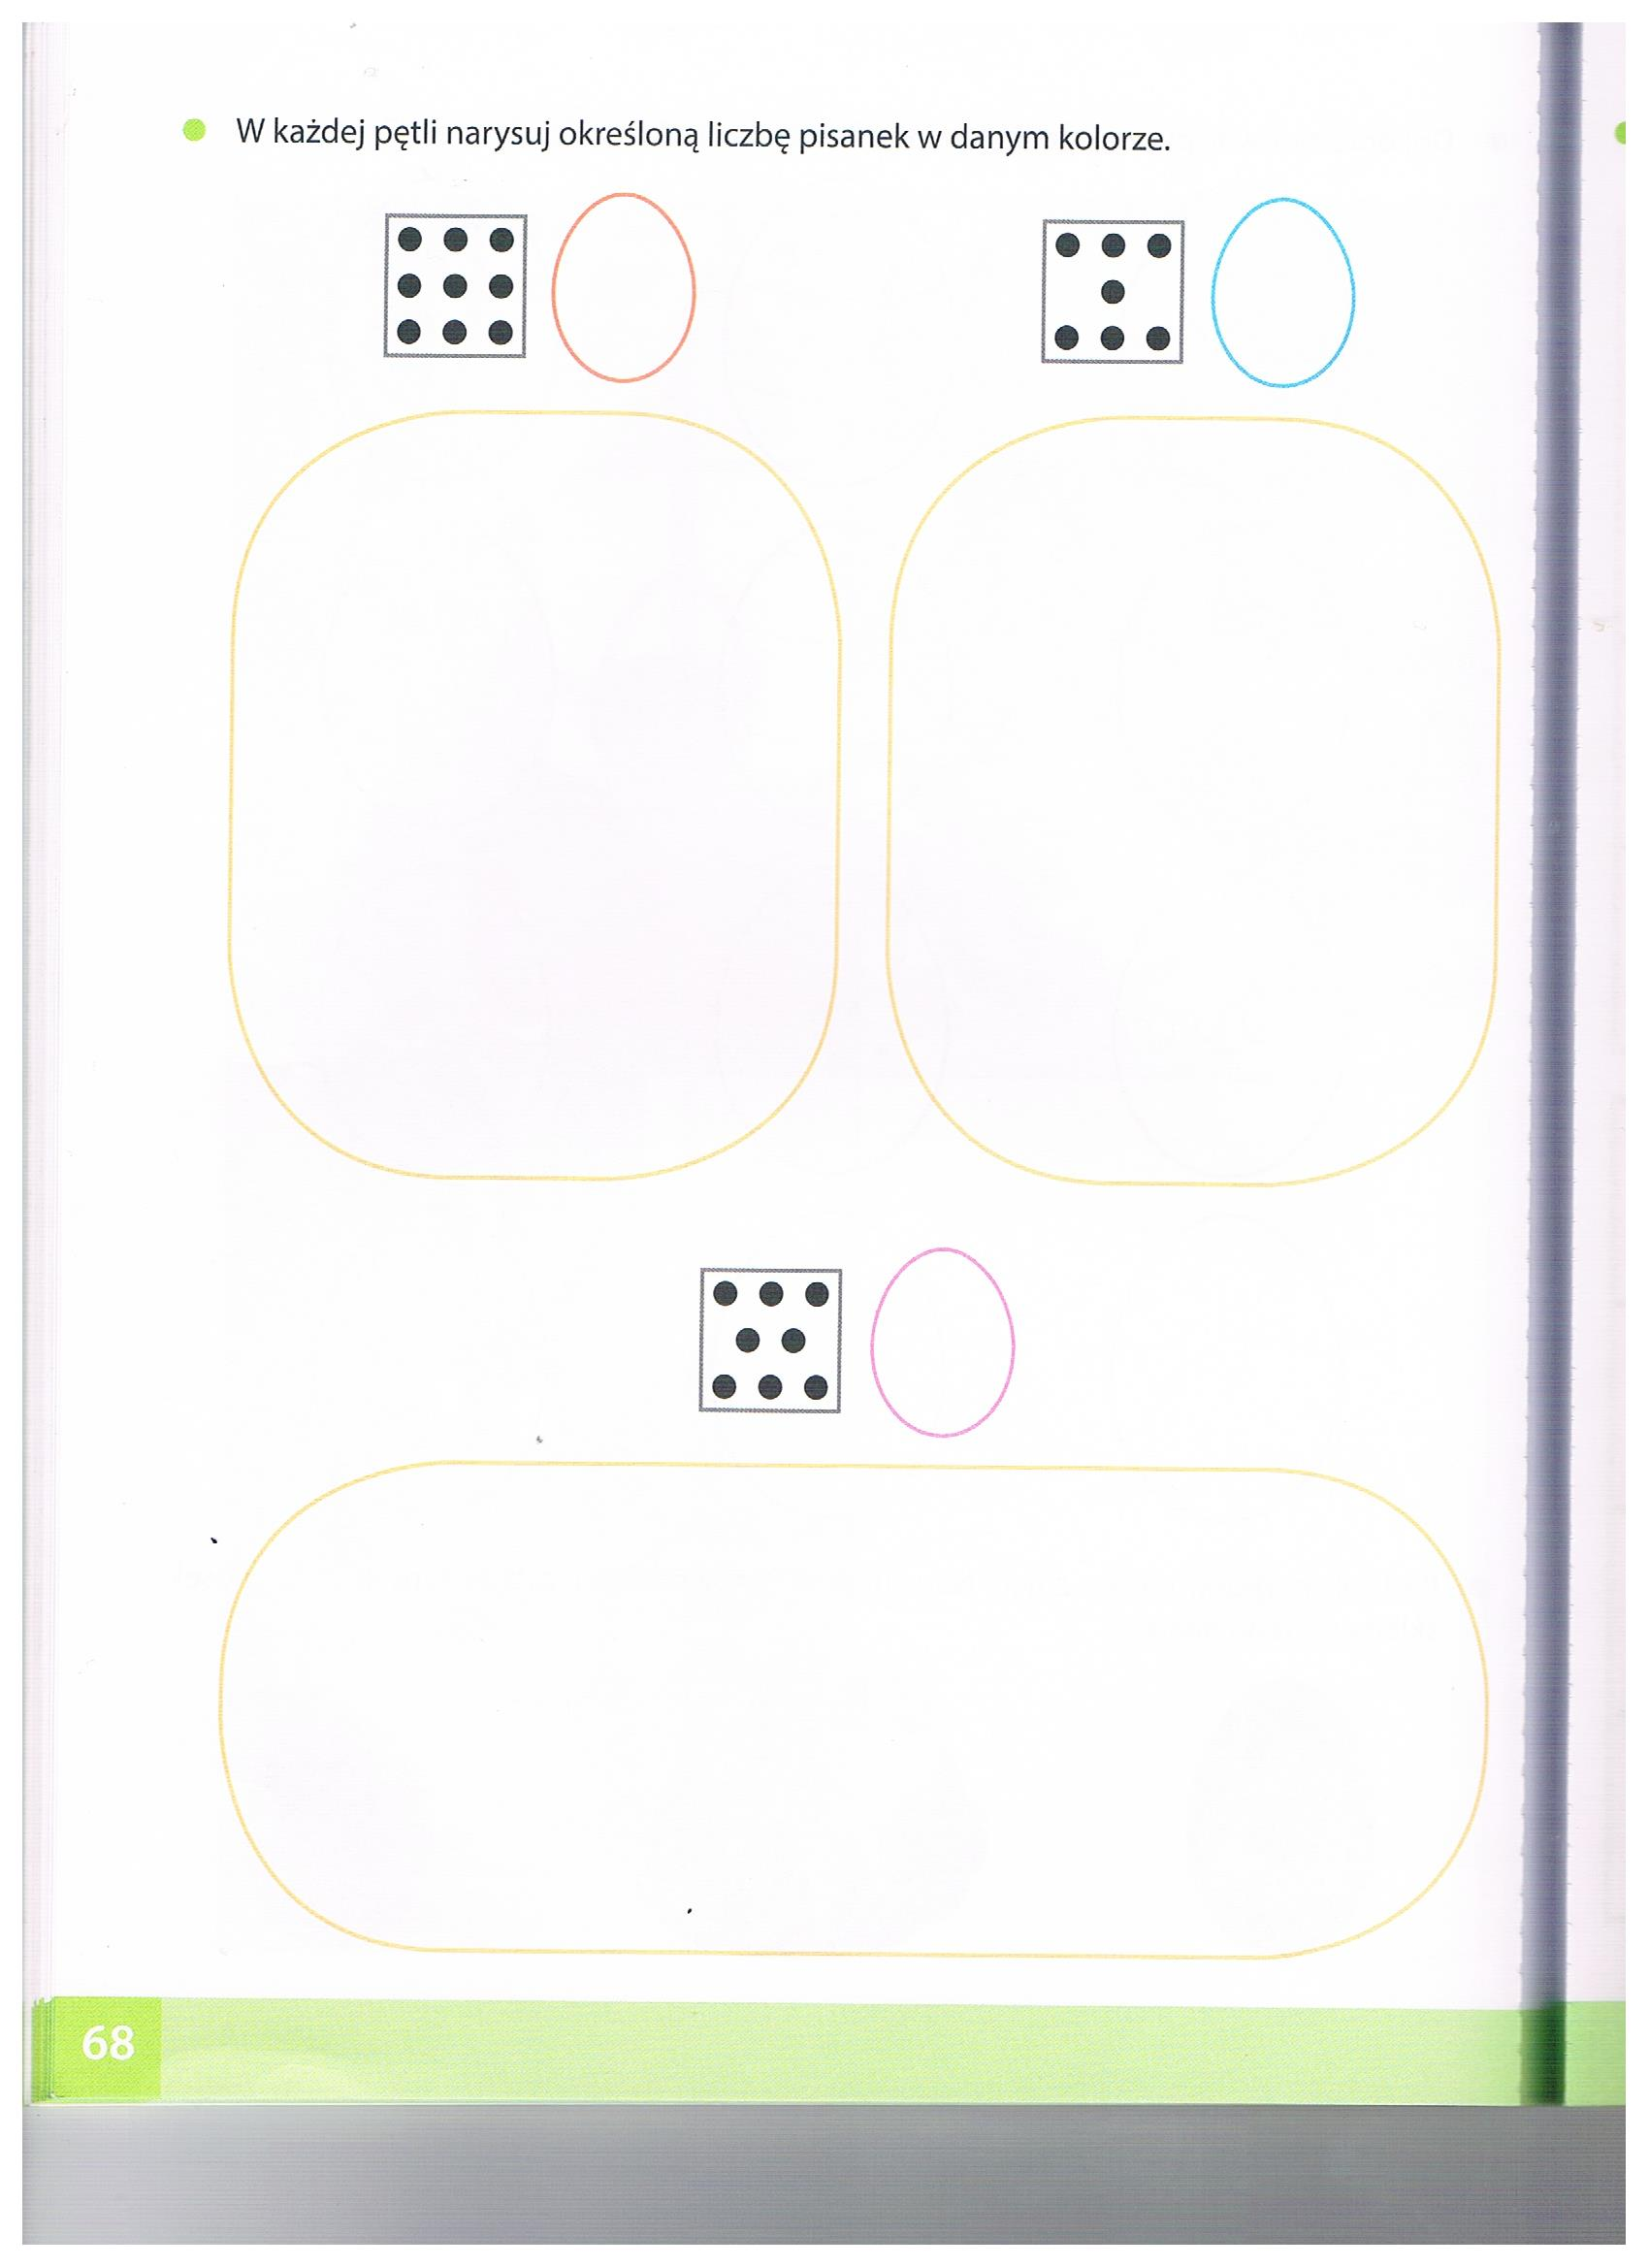 W każdej pętli narysuj określoną liczbę pisanek w danym kolorze.
68